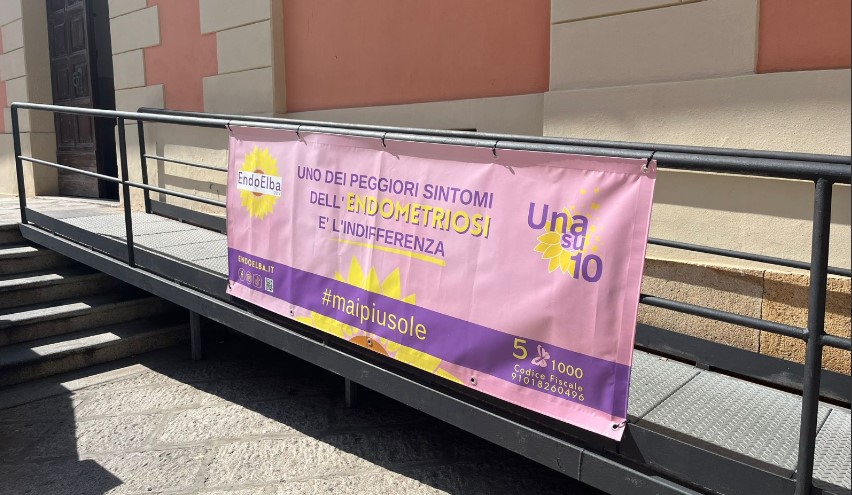 EndoElba
UNO DEI PEGGIORI SINTOMI
DELL'ENDOMETRIOSI
E' L'INDIFFERENZA
Una
su
10
ENDOELBA.IT
#maipiusole
5 1000
Codice Fiscale
91018260496